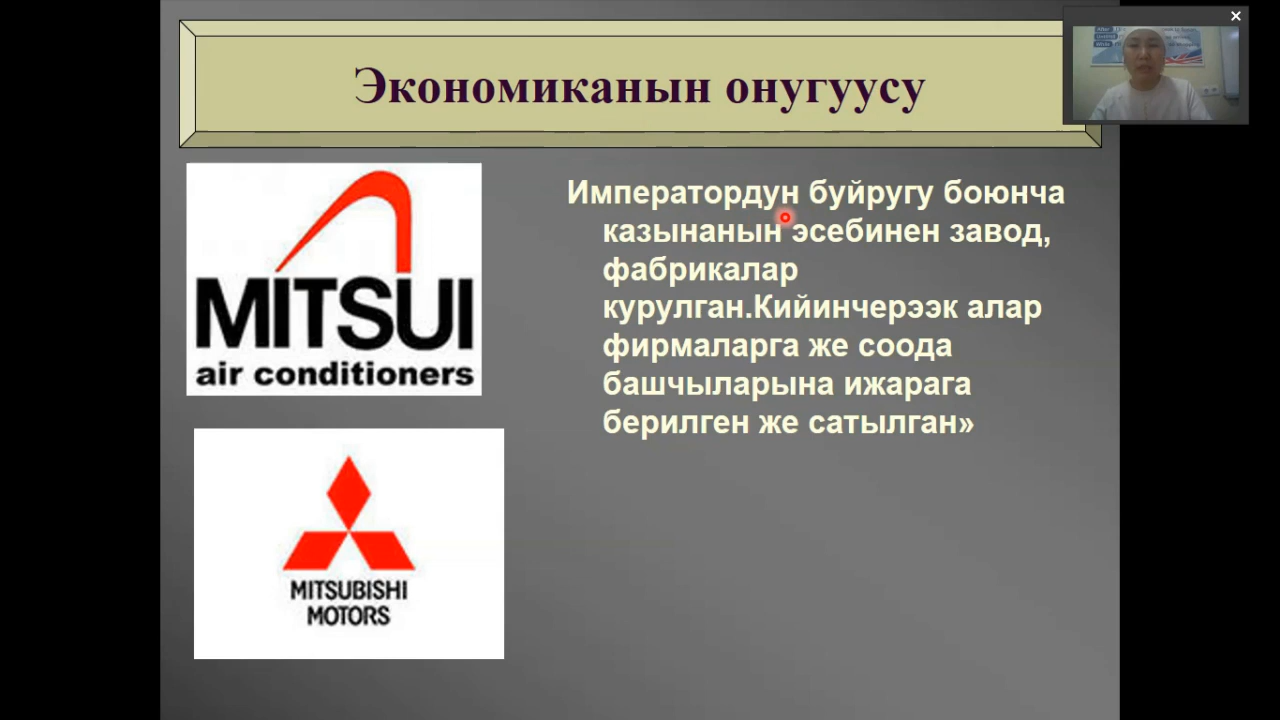 Экономиканын онугуусу
MITSUI
air conditioners
MITSUBISHI
MOTORS
Императордун буйругу боюнча
казынанын эсебинен завод,
фабрикалар
курулган.Кийинчерээк алар
фирмаларга же соода
башчыларына ижарага
берилген же сатылган»